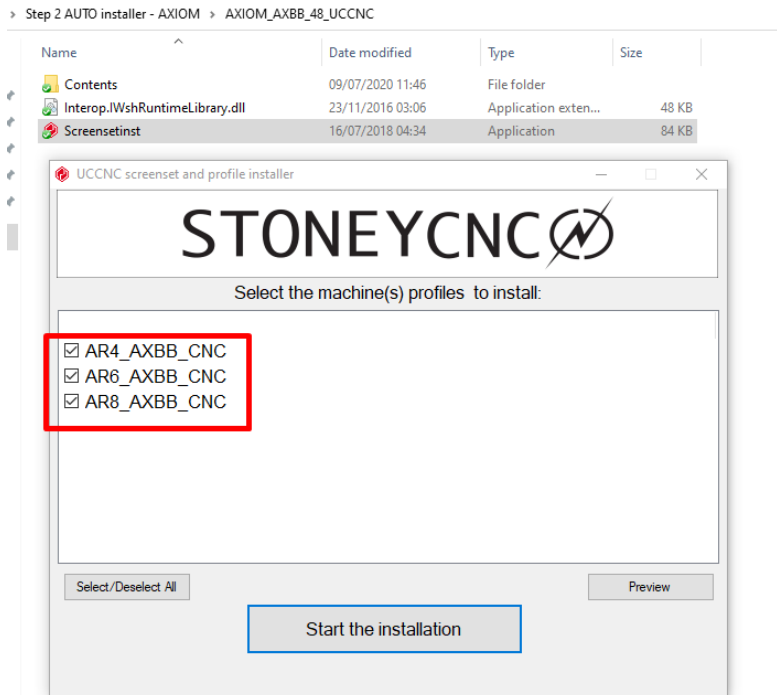 Step 2 AUTO installer - AXIOM > AXIOM_AXBB_48_UCCNC
Name Date modified Type Size
Contents 09/07/2020 11:46 File folder
Interop.IWshRuntimeLibrary.dll 23/11/2016 03:06 Application exten... 48 KB
Screensetinst 16/07/2018 04:34 Application 84 KB
UCCNC screenset and profile installer
STONEYCNC
Select the machine(s) profiles to install:
AR4_AXBB_CNC
AR6_AXBB_CNC
AR8_AXBB_CNC
Select/Deselect All Preview
Start the installation